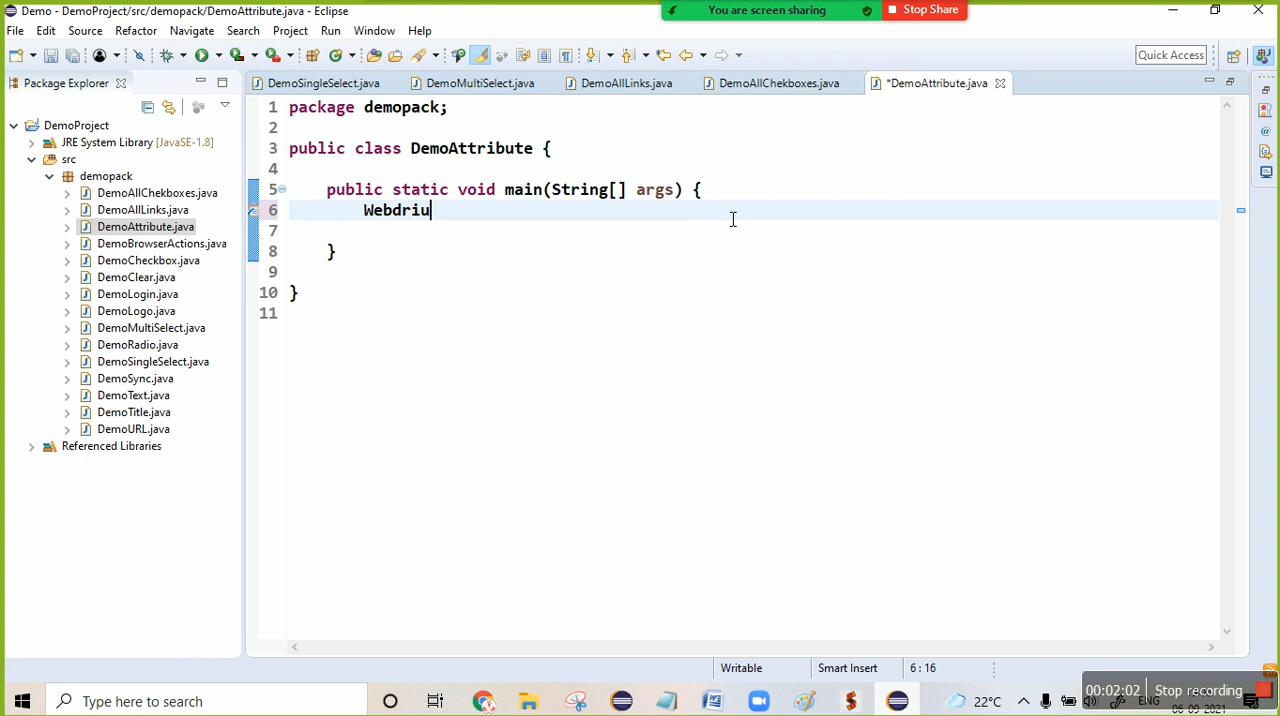 Demo - DemoProject/src/demopack/DemoAttribute.java - Eclipse
You are screen sharing
Stop Share
File Edit Source Refactor Navigate Search Project Run Window Help
Quick Access
Package Explorer
DemoSingleSelect.java DemoMultiSelect.java DemoAllLinks.java DemoAllChekboxes.java *DemoAttribute.java
DemoProject
JRE System Library [JavaSE-1.8]
src
demopack
DemoAllChekboxes.java
DemoAllLinks.java
DemoAttribute.java
DemoBrowserActions.java
DemoCheckbox.java
DemoClear.java
DemoLogin.java
DemoLogo.java
DemoMultiSelect.java
DemoRadio.java
DemoSingleSelect.java
DemoSync.java
DemoText.java
DemoTitle.java
DemoURL.java
Referenced Libraries
1 package demopack;
2
3 public class DemoAttribute {
4
5 public static void main(String[] args) {
6 Webdriu
7
8 }
9
10 }
11
Writable Smart Insert 6 : 16
Type here to search
22°C
ENG
06-09-2021
00:02:02 Stop recording